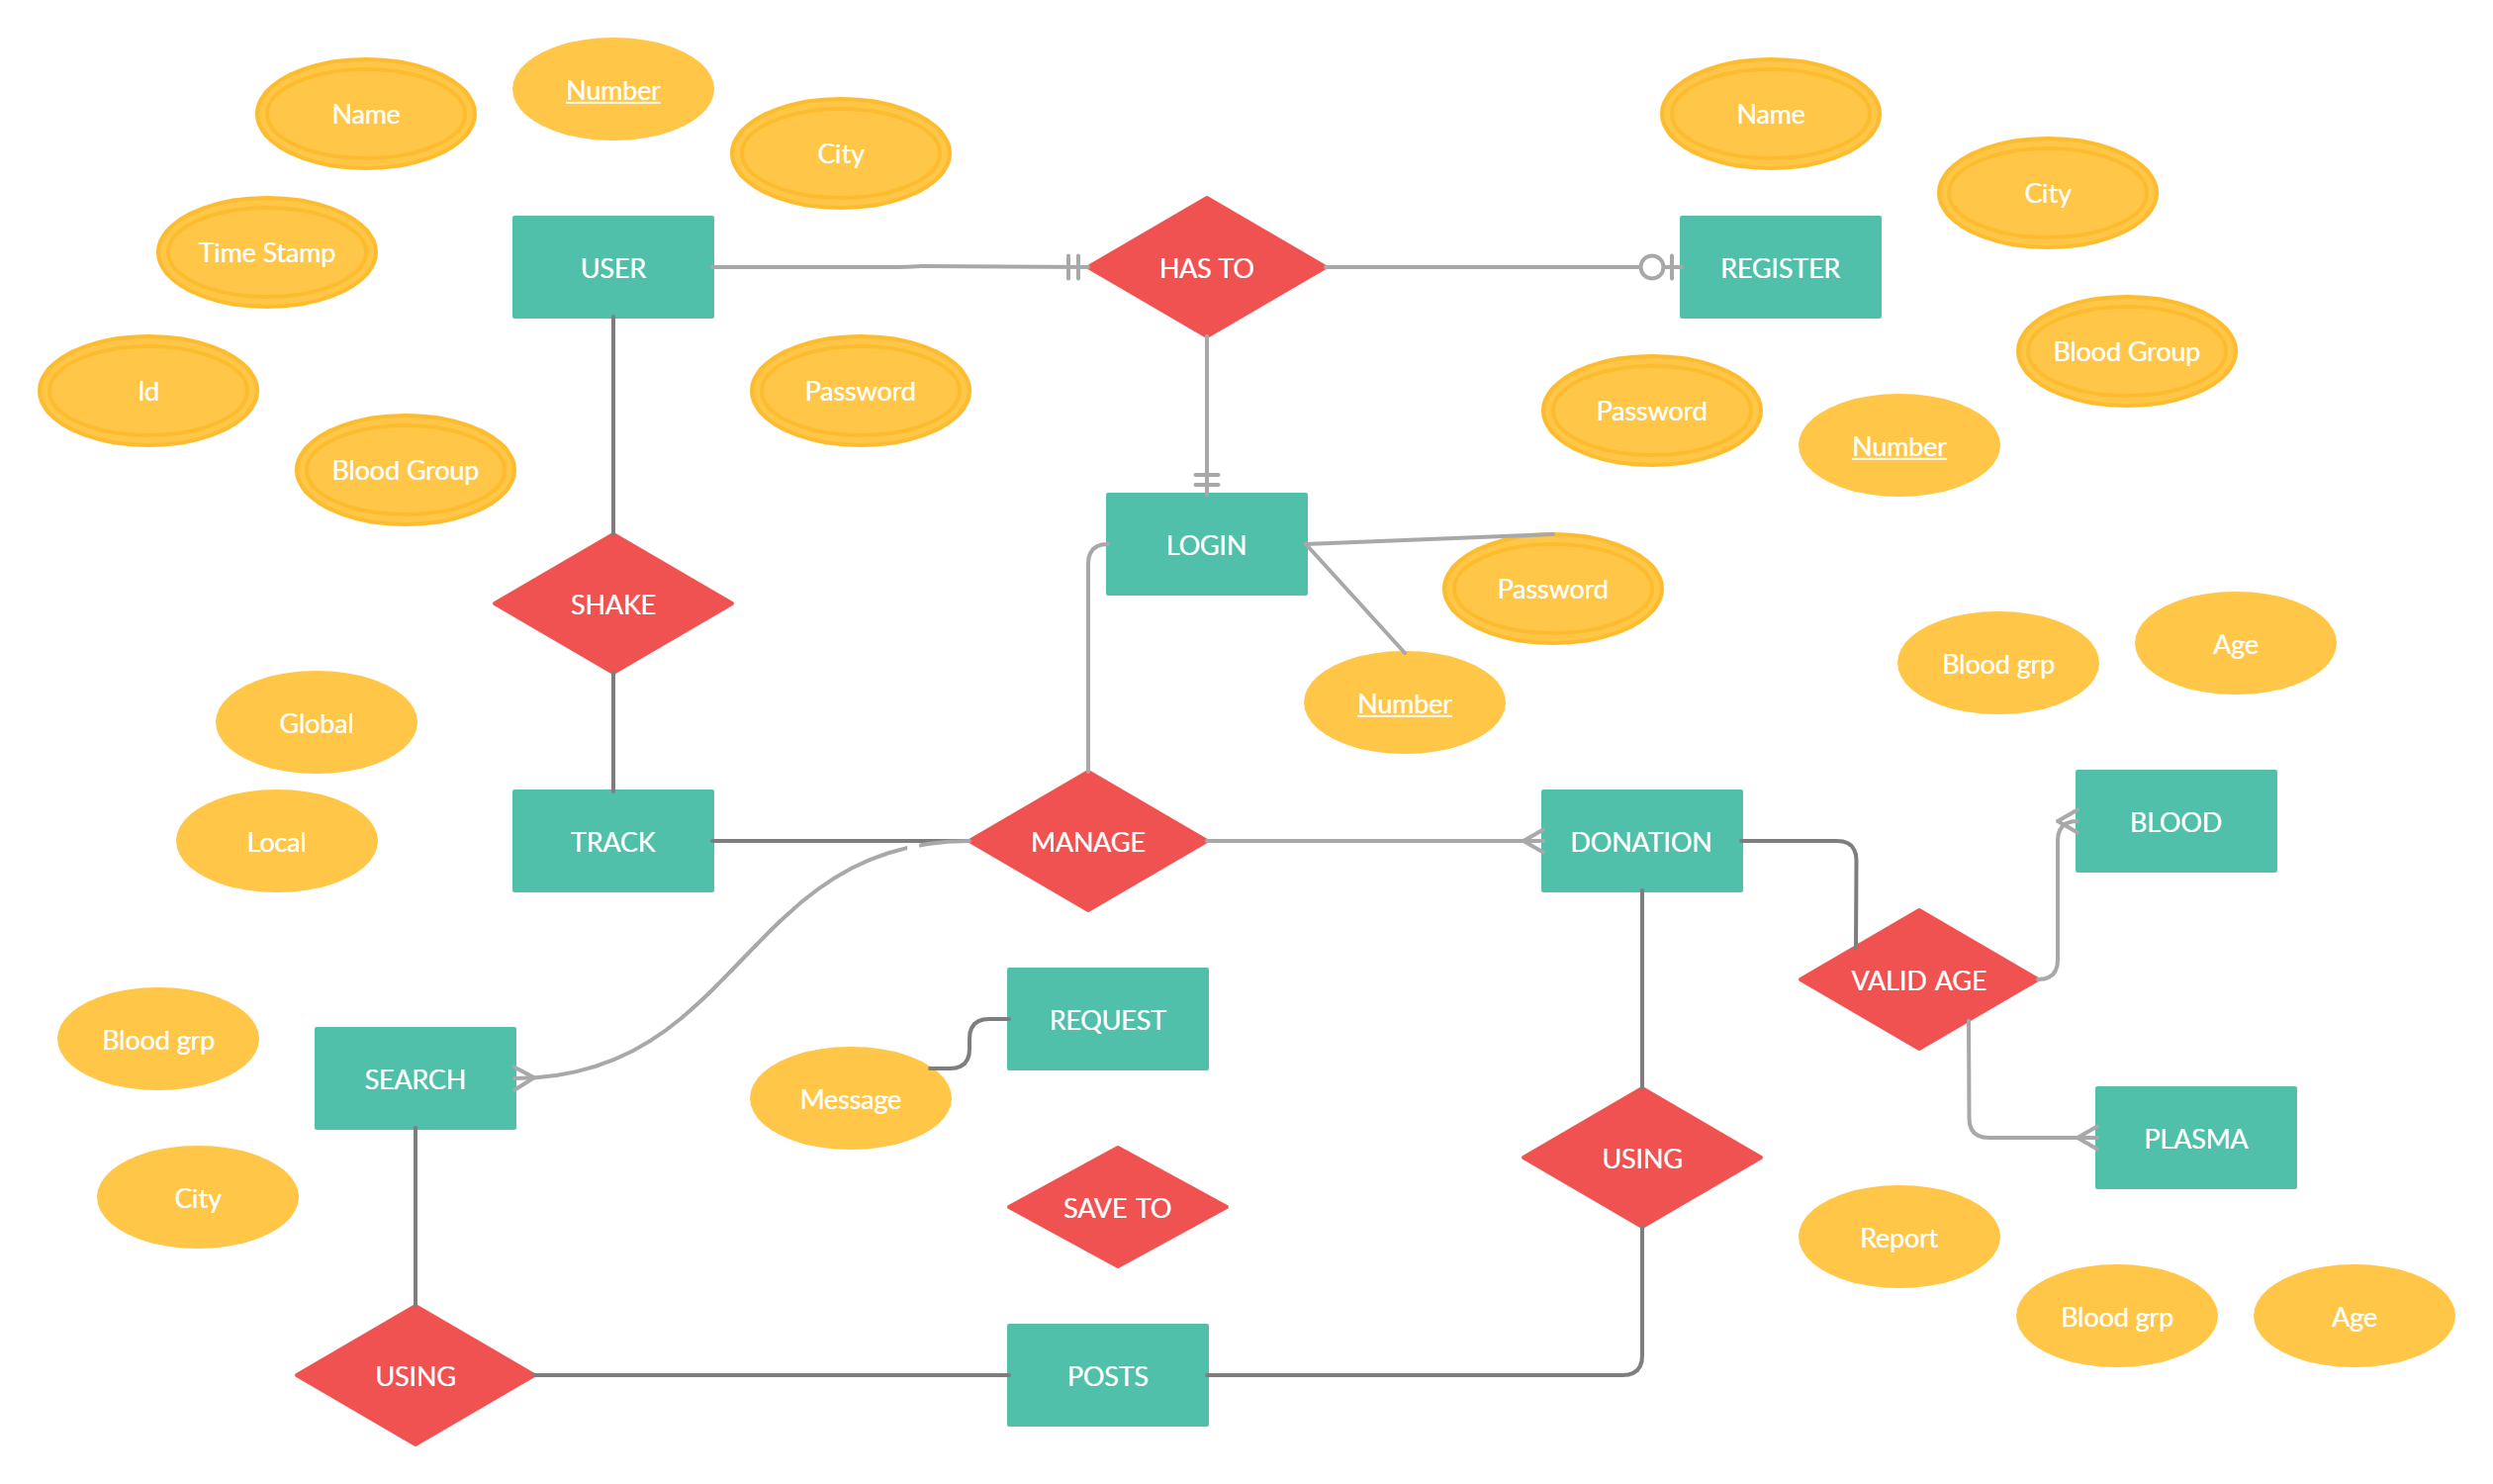 Number
Name
Name
City
City
Time Stamp
USER
HAS TO
REGISTER
Blood Group
Id
Password
Password
Number
Blood Group
LOGIN
Password
SHAKE
Age
Blood grp
Number
Global
BLOOD
Local
TRACK
MANAGE
DONATION
VALID AGE
REQUEST
Blood grp
SEARCH
Message
PLASMA
USING
City
SAVE TO
Report
Blood grp
Age
USING
POSTS